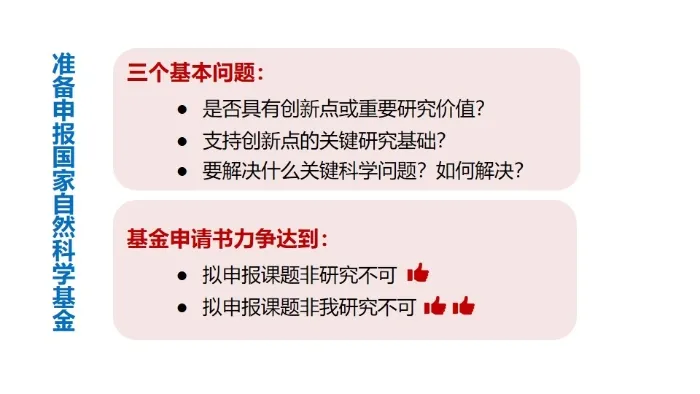 准备申报国家自然科学基金
三个基本问题：
● 是否具有创新点或重要研究价值？
● 支持创新点的关键研究基础？
● 要解决什么关键科学问题？如何解决？
基金申请书力争达到：
● 拟申报课题非研究不可
● 拟申报课题非我研究不可